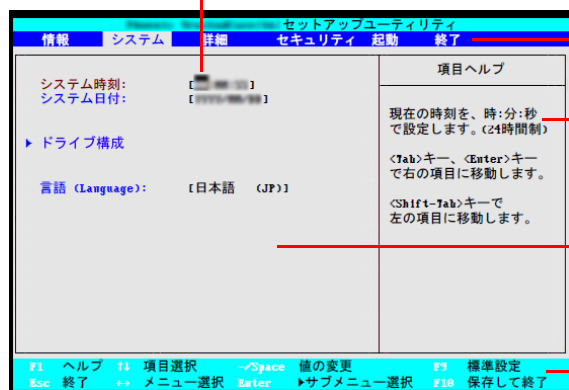 セットアップユーティリティ
情報 システム 詳細 セキュリティ 起動 終了
システム時刻:
システム日付:
▶ ドライブ構成
言語 (Language): [日本語 (JP)]
項目ヘルプ
現在の時刻を、時:分:秒
で設定します。(24時間制)
<Tab>キー、<Enter>キー
で右の項目に移動します。
<Shift-Tab>キーで
左の項目に移動します。
F1 ヘルプ ↑↓ 項目選択 -/Space 値の変更 F9 標準設定
Esc 終了 ↔ メニュー選択 Enter ▶サブメニュー選択 F10 保存して終了